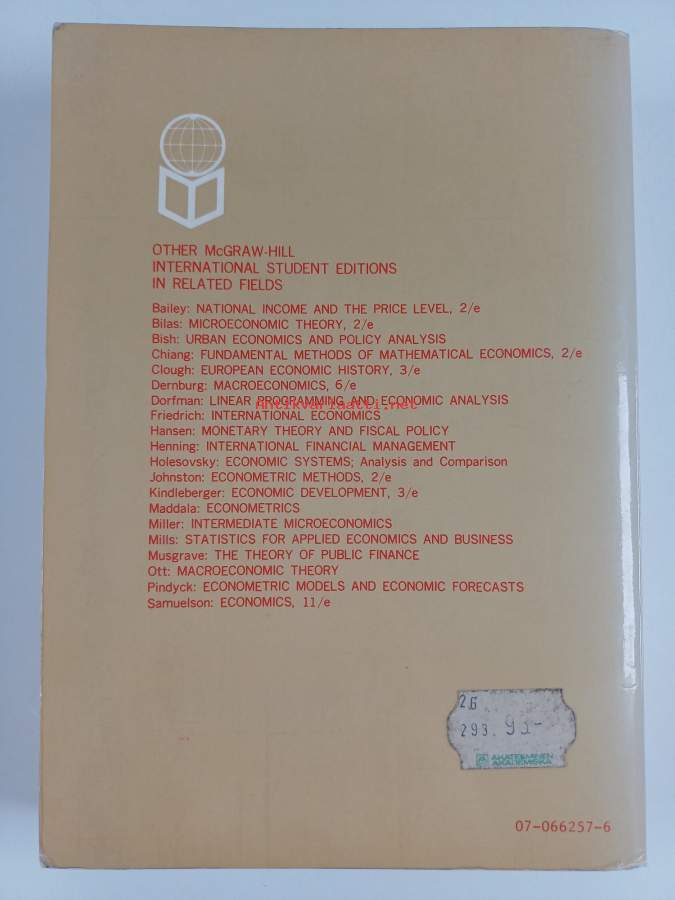 OTHER McGRAW-HILL
INTERNATIONAL STUDENT EDITIONS
IN RELATED FIELDS
Bailey: NATIONAL INCOME AND THE PRICE LEVEL, 2/e
Bilas: MICROECONOMIC THEORY, 2/e
Bish: URBAN ECONOMICS AND POLICY ANALYSIS
Chiang: FUNDAMENTAL METHODS OF MATHEMATICAL ECONOMICS, 2/e
Clough: EUROPEAN ECONOMIC HISTORY, 3/e
Dernburg: MACROECONOMICS, 6/e
Dorfman: LINEAR PROGRAMMING AND ECONOMIC ANALYSIS
Antikvariaatti.net
Friedrich: INTERNATIONAL ECONOMICS
Hansen: MONETARY THEORY AND FISCAL POLICY
Henning: INTERNATIONAL FINANCIAL MANAGEMENT
Holesovsky: ECONOMIC SYSTEMS; Analysis and Comparison
Johnston: ECONOMETRIC METHODS, 2/e
Kindleberger: ECONOMIC DEVELOPMENT, 3/e
Maddala: ECONOMETRICS
Miller: INTERMEDIATE MICROECONOMICS
Mills: STATISTICS FOR APPLIED ECONOMICS AND BUSINESS
Musgrave: THE THEORY OF PUBLIC FINANCE
Ott: MACROECONOMIC THEORY
Pindyck: ECONOMETRIC MODELS AND ECONOMIC FORECASTS
Samuelson: ECONOMICS, 11/e
26
293.
AKATEEMINEN
AKADEMISKA
07-066257-6